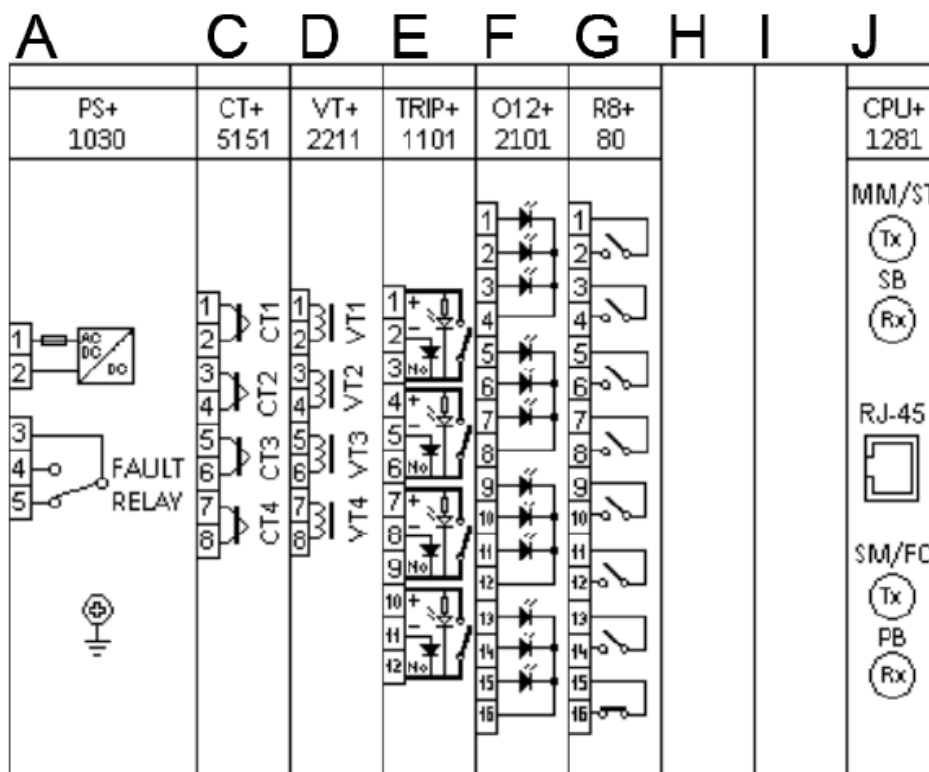 A C D E F G H I J
PS+ CT+ VT+ TRIP+ O12+ R8+ CPU+
1030 5151 2211 1101 2101 80 1281
MM/ST
Tx
SB
Rx
RJ-45
SM/FC
Tx
PB
Rx
1
2
AC
DC
DC
3
4
5
FAULT
RELAY
1
2
CT1
3
4
CT2
5
6
CT3
7
8
CT4
1
2
VT1
3
4
VT2
5
6
VT3
7
8
VT4
1 +
2 -
3 No
4 +
5 -
6 No
7 +
8 -
9 No
10 +
11 -
12 No
1
2
3
4
5
6
7
8
9
10
11
12
13
14
15
16
1
2
3
4
5
6
7
8
9
10
11
12
13
14
15
16